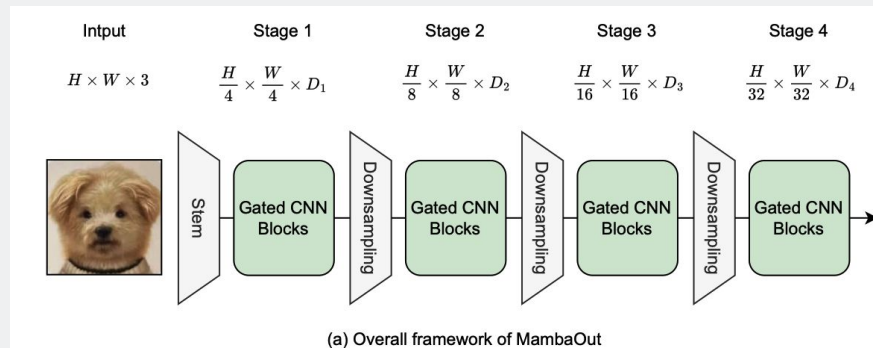 Intput Stage 1 Stage 2 Stage 3 Stage 4
H × W × 3 H/4 × W/4 × D₁ H/8 × W/8 × D₂ H/16 × W/16 × D₃ H/32 × W/32 × D₄
Sitem
Gated CNN
Blocks
Downsampling
Gated CNN
Blocks
Downsampling
Gated CNN
Blocks
Downsampling
Gated CNN
Blocks
(a) Overall framework of MambaOut